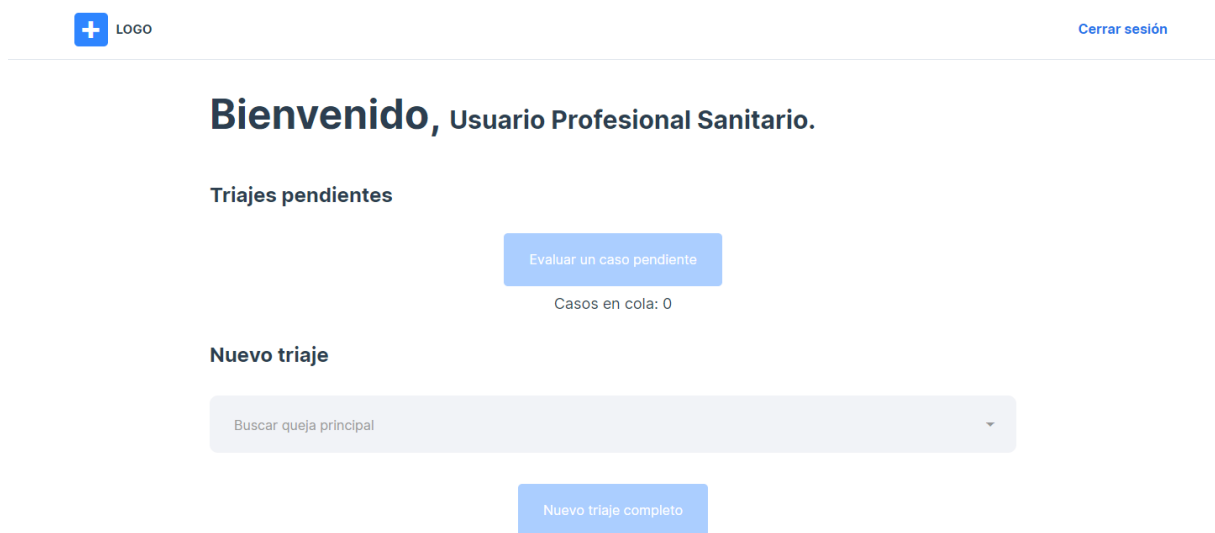 LOGO
Cerrar sesión
Bienvenido, Usuario Profesional Sanitario.
Triajes pendientes
Evaluar un caso pendiente
Casos en cola: 0
Nuevo triaje
Buscar queja principal
Nuevo triaje completo